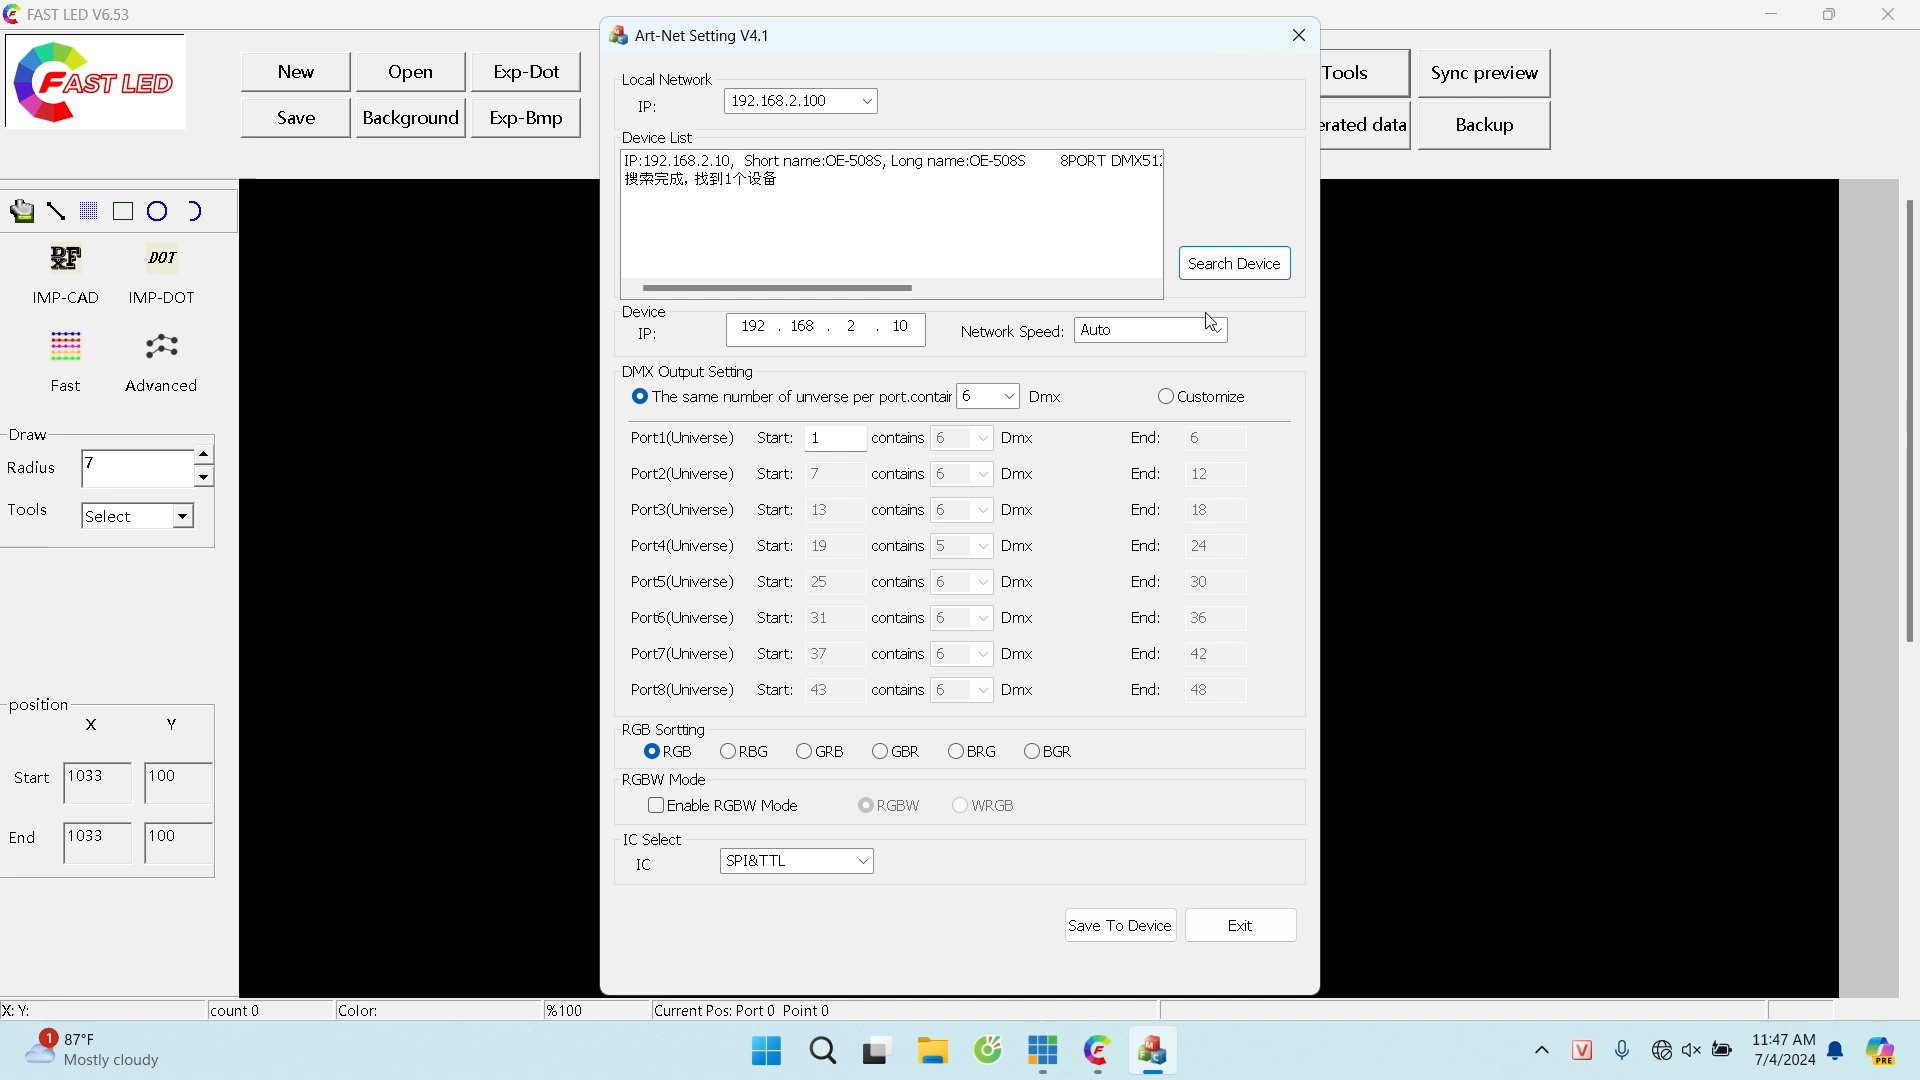 FAST LED V6.53
FAST LED
New
Open
Exp-Dot
Save
Background
Exp-Bmp
Tools
Sync preview
erated data
Backup
DXF
DOT
IMP-CAD
IMP-DOT
Fast
Advanced
Draw
Radius
7
Tools
Select
position
X
Y
Start
1033
100
End
1033
100
Art-Net Setting V4.1
Local Network
IP:
192.168.2.100
Device List
IP:192.168.2.10, Short name:OE-508S, Long name:OE-508S 8PORT DMX512
搜索完成, 找到1个设备
Search Device
Device
IP:
192 . 168 . 2 . 10
Network Speed:
Auto
DMX Output Setting
The same number of unverse per port.contair 6 Dmx
Customize
Port1(Universe) Start: 1 contains 6 Dmx End: 6
Port2(Universe) Start: 7 contains 6 Dmx End: 12
Port3(Universe) Start: 13 contains 6 Dmx End: 18
Port4(Universe) Start: 19 contains 5 Dmx End: 24
Port5(Universe) Start: 25 contains 6 Dmx End: 30
Port6(Universe) Start: 31 contains 6 Dmx End: 36
Port7(Universe) Start: 37 contains 6 Dmx End: 42
Port8(Universe) Start: 43 contains 6 Dmx End: 48
RGB Sortting
RGB RBG GRB GBR BRG BGR
RGBW Mode
Enable RGBW Mode RGBW WRGB
IC Select
IC SPI&TTL
Save To Device
Exit
X: Y:
count 0
Color:
%100
Current Pos: Port 0 Point 0
1
87°F
Mostly cloudy
V
11:47 AM
7/4/2024
PRE